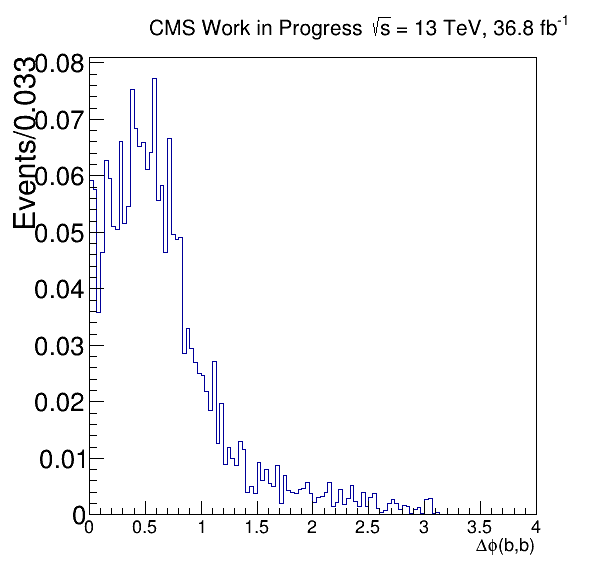 CMS Work in Progress √s = 13 TeV, 36.8 fb⁻¹
Events/0.033
0.08
0.07
0.06
0.05
0.04
0.03
0.02
0.01
0
0 0.5 1 1.5 2 2.5 3 3.5 4
Δϕ(b,b)